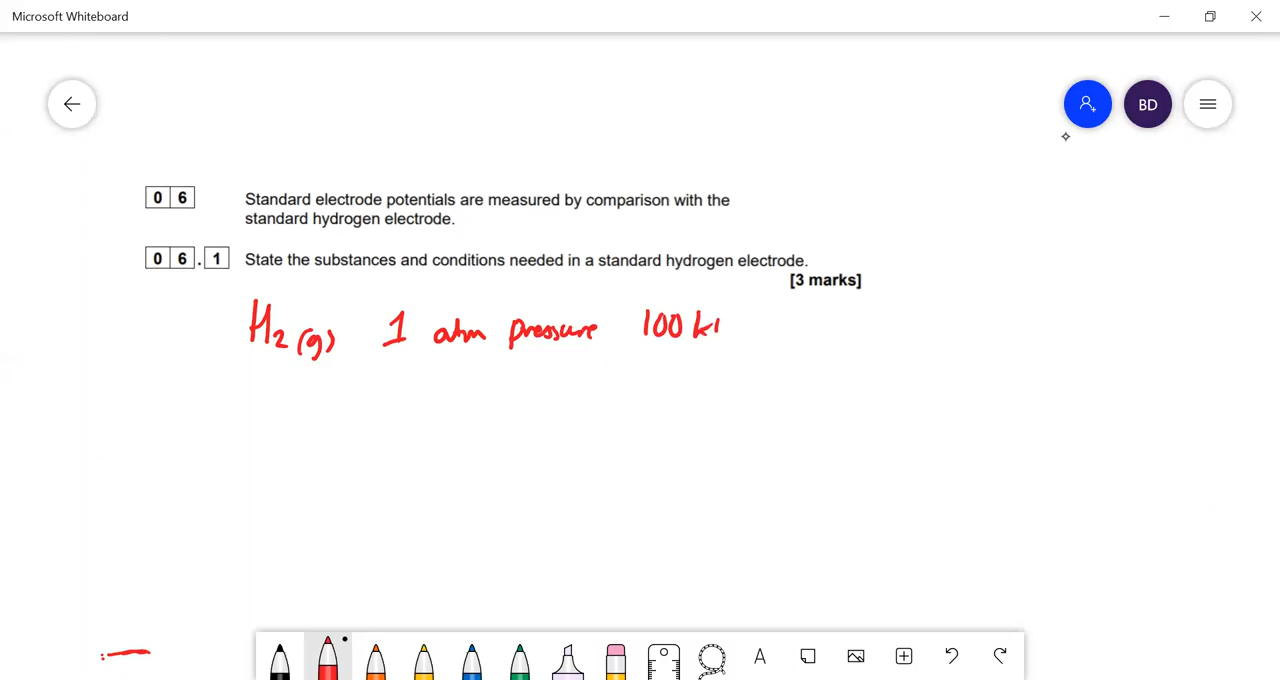 Microsoft Whiteboard
BD
0 6 Standard electrode potentials are measured by comparison with the
standard hydrogen electrode.
0 6 . 1 State the substances and conditions needed in a standard hydrogen electrode.
[3 marks]
H2 (g) 1 atm pressure 100 k
A